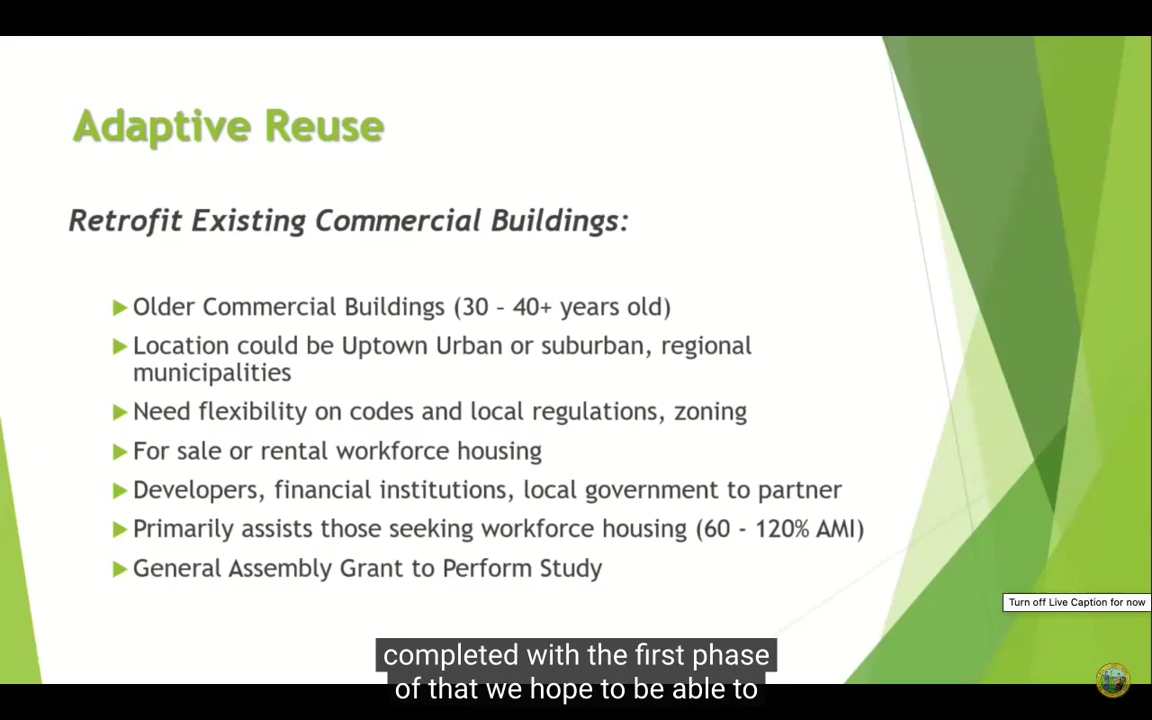 Adaptive Reuse
Retrofit Existing Commercial Buildings:
Older Commercial Buildings (30 – 40+ years old)
Location could be Uptown Urban or suburban, regional
municipalities
Need flexibility on codes and local regulations, zoning
For sale or rental workforce housing
Developers, financial institutions, local government to partner
Primarily assists those seeking workforce housing (60 - 120% AMI)
General Assembly Grant to Perform Study
Turn off Live Caption for now
completed with the first phase
of that we hope to be able to